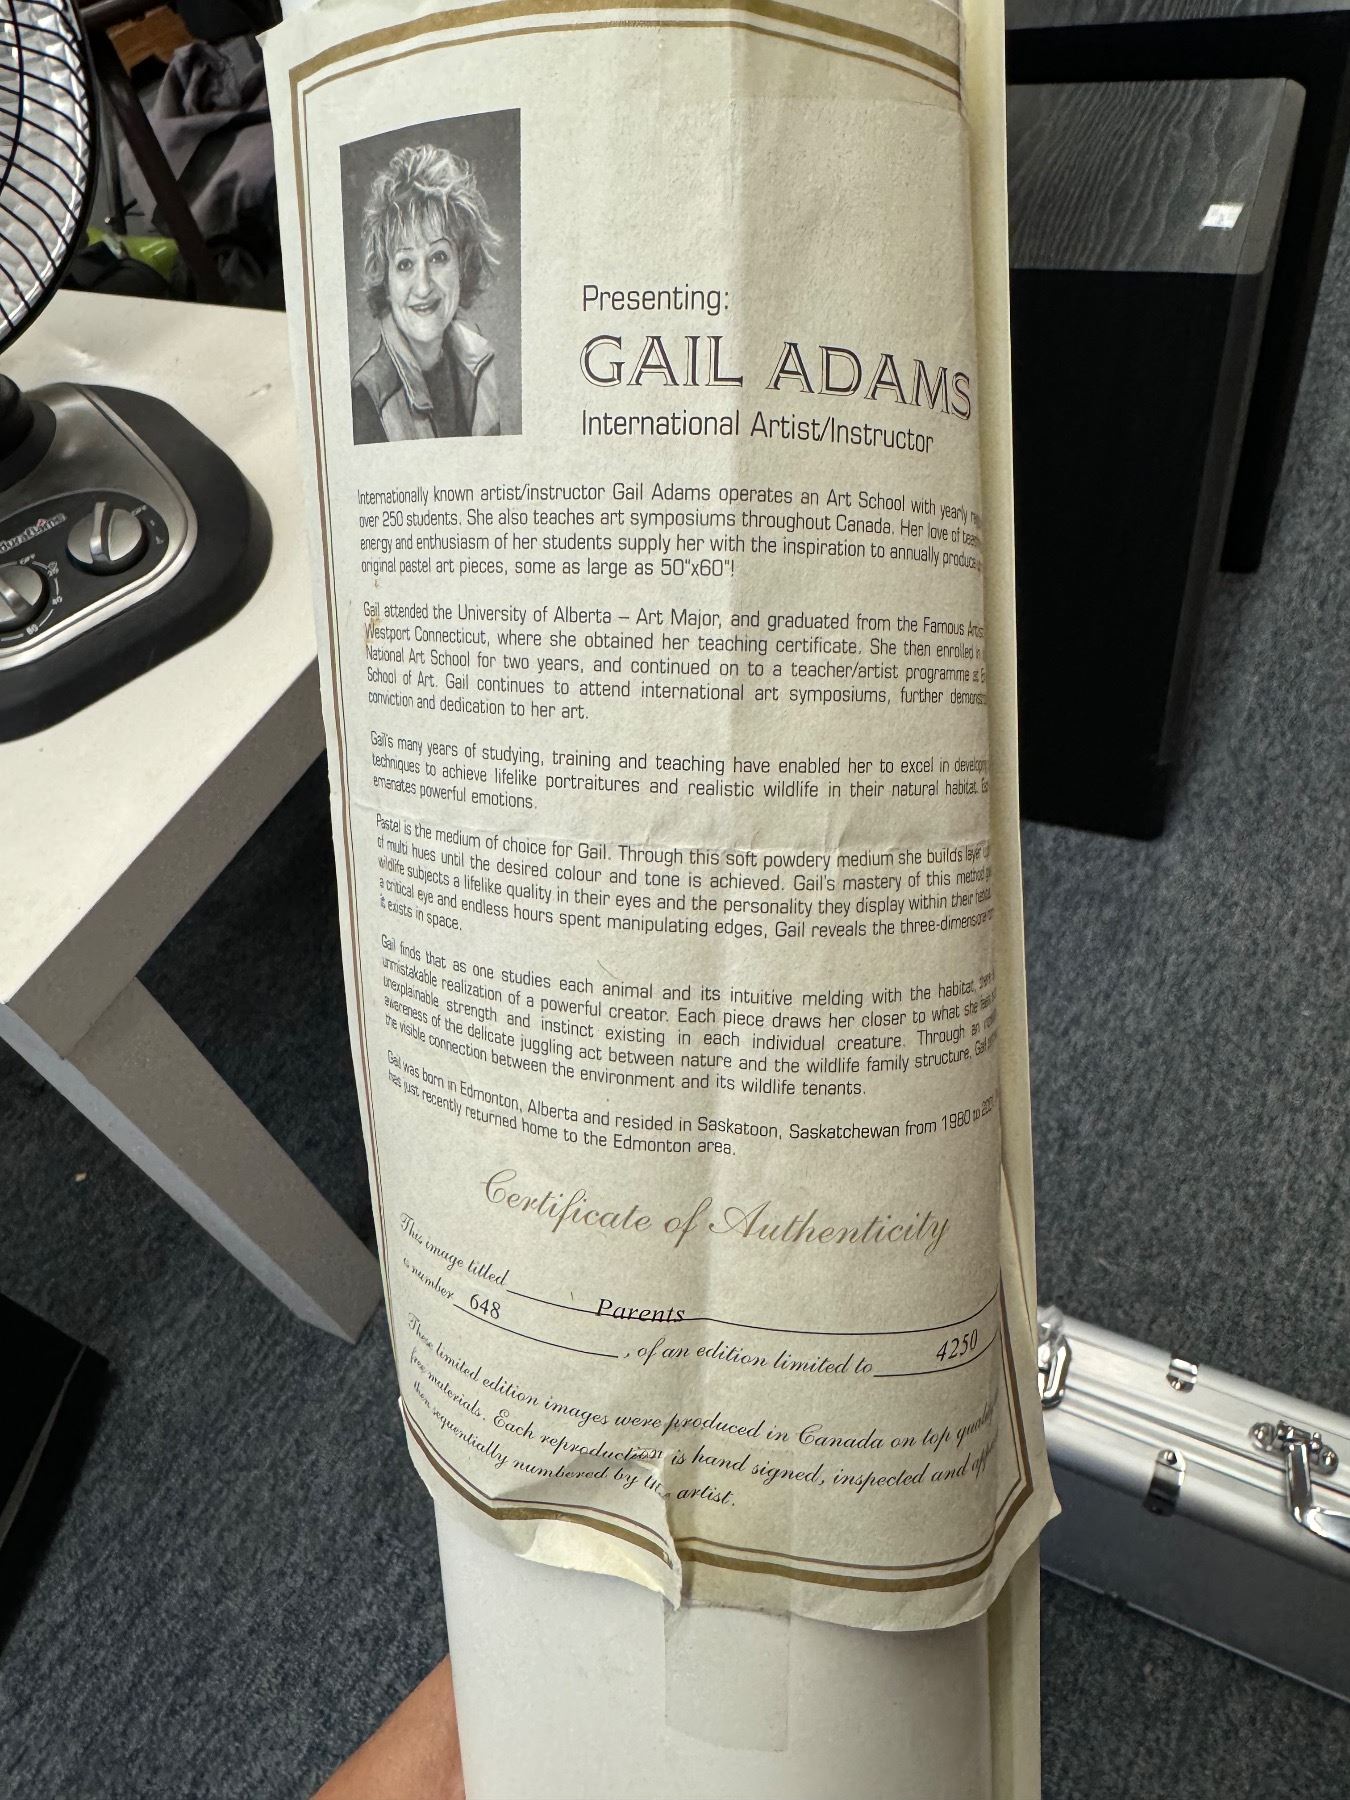 Presenting:
GAIL ADAMS
International Artist/Instructor
Internationally known artist/instructor Gail Adams operates an Art School with yearly
over 250 students. She also teaches art symposiums throughout Canada. Her love of
energy and enthusiasm of her students supply her with the inspiration to annually produce
original pastel art pieces, some as large as 50"x60"!
Gail attended the University of Alberta – Art Major, and graduated from the Famous
Westport Connecticut, where she obtained her teaching certificate. She then enrolled in
National Art School for two years, and continued on to a teacher/artist programme at
School of Art. Gail continues to attend international art symposiums, further
conviction and dedication to her art.
Gail's many years of studying, training and teaching have enabled her to excel in
techniques to achieve lifelike portraitures and realistic wildlife in their natural habitat.
emanates powerful emotions.
Pastel is the medium of choice for Gail. Through this soft powdery medium she builds
of multi hues until the desired colour and tone is achieved. Gail's mastery of this method
wildlife subjects a lifelike quality in their eyes and the personality they display within their
a critical eye and endless hours spent manipulating edges, Gail reveals the
it exists in space.
Gail finds that as one studies each animal and its intuitive melding with the habitat,
unmistakable realization of a powerful creator. Each piece draws her closer to what she
unexplainable strength and instinct existing in each individual creature. Through an
awareness of the delicate juggling act between nature and the wildlife family structure, Gail
the visible connection between the environment and its wildlife tenants.
Gail was born in Edmonton, Alberta and resided in Saskatoon, Saskatchewan from 1980 to
has just recently returned home to the Edmonton area.
Certificate of Authenticity
This image titled Parents
is number 648, of an edition limited to 4250
These limited edition images were produced in Canada on top quality
free materials. Each reproduction is hand signed, inspected and
then sequentially numbered by the artist.
duraflame